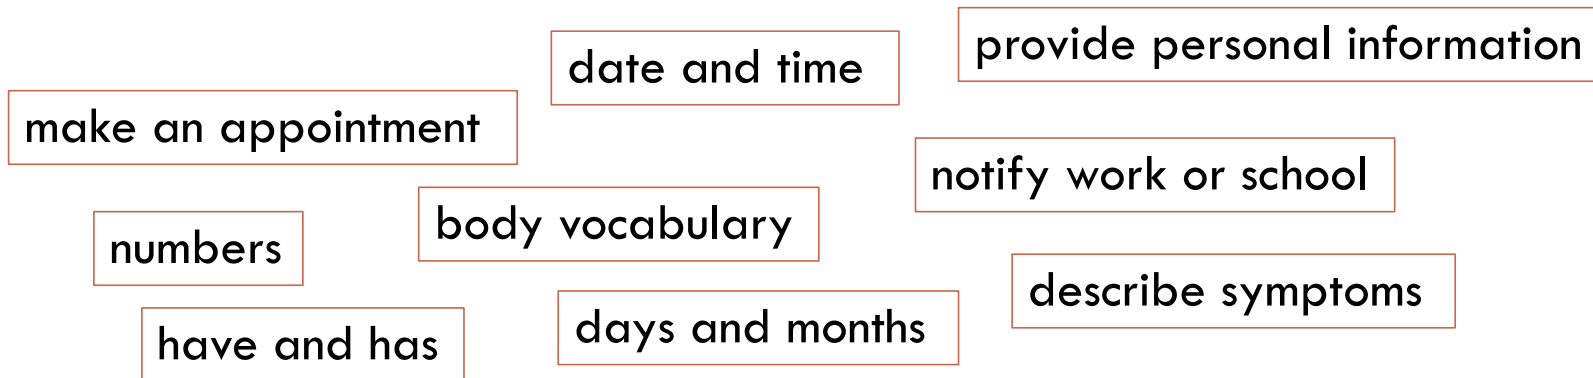 provide personal information
date and time
make an appointment
notify work or school
body vocabulary
numbers
describe symptoms
days and months
have and has